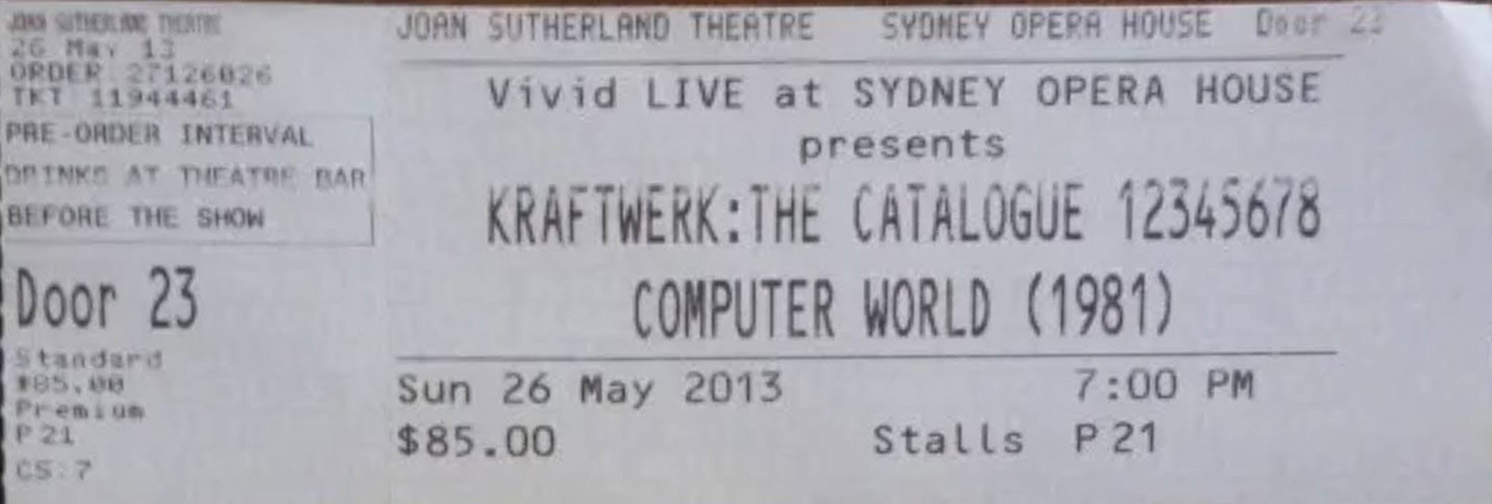 JOAN SUTHERLAND THEATRE
26 May 13
ORDER 27126026
TKT 11944461
PRE-ORDER INTERVAL
DRINKS AT THEATRE BAR
BEFORE THE SHOW
Door 23
Standard
$85.00
Premium
P 21
CS:7
JOAN SUTHERLAND THEATRE SYDNEY OPERA HOUSE Door 23
Vivid LIVE at SYDNEY OPERA HOUSE
presents
KRAFTWERK:THE CATALOGUE 12345678
COMPUTER WORLD (1981)
Sun 26 May 2013 7:00 PM
$85.00 Stalls P 21